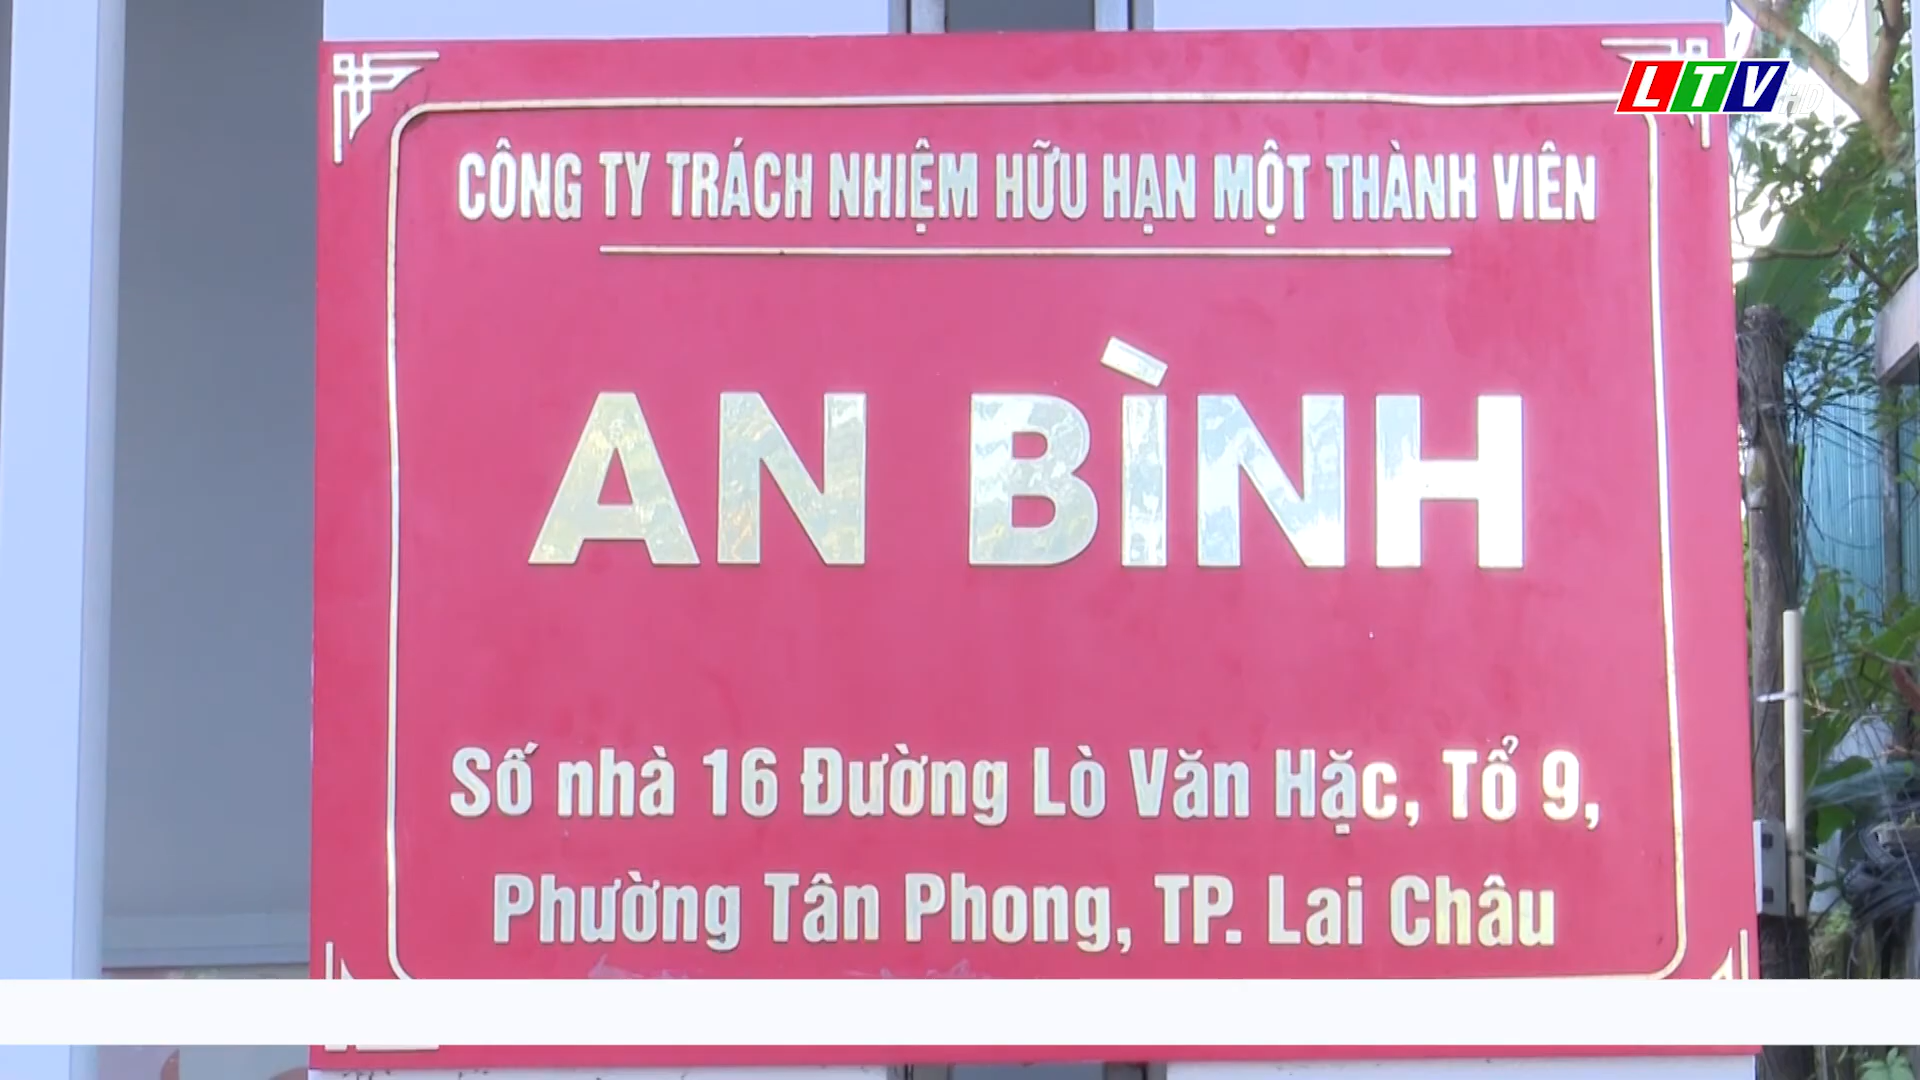 LTV HD
CÔNG TY TRÁCH NHIỆM HỮU HẠN MỘT THÀNH VIÊN
AN BÌNH
Số nhà 16 Đường Lò Văn Hặc, Tổ 9,
Phường Tân Phong, TP. Lai Châu